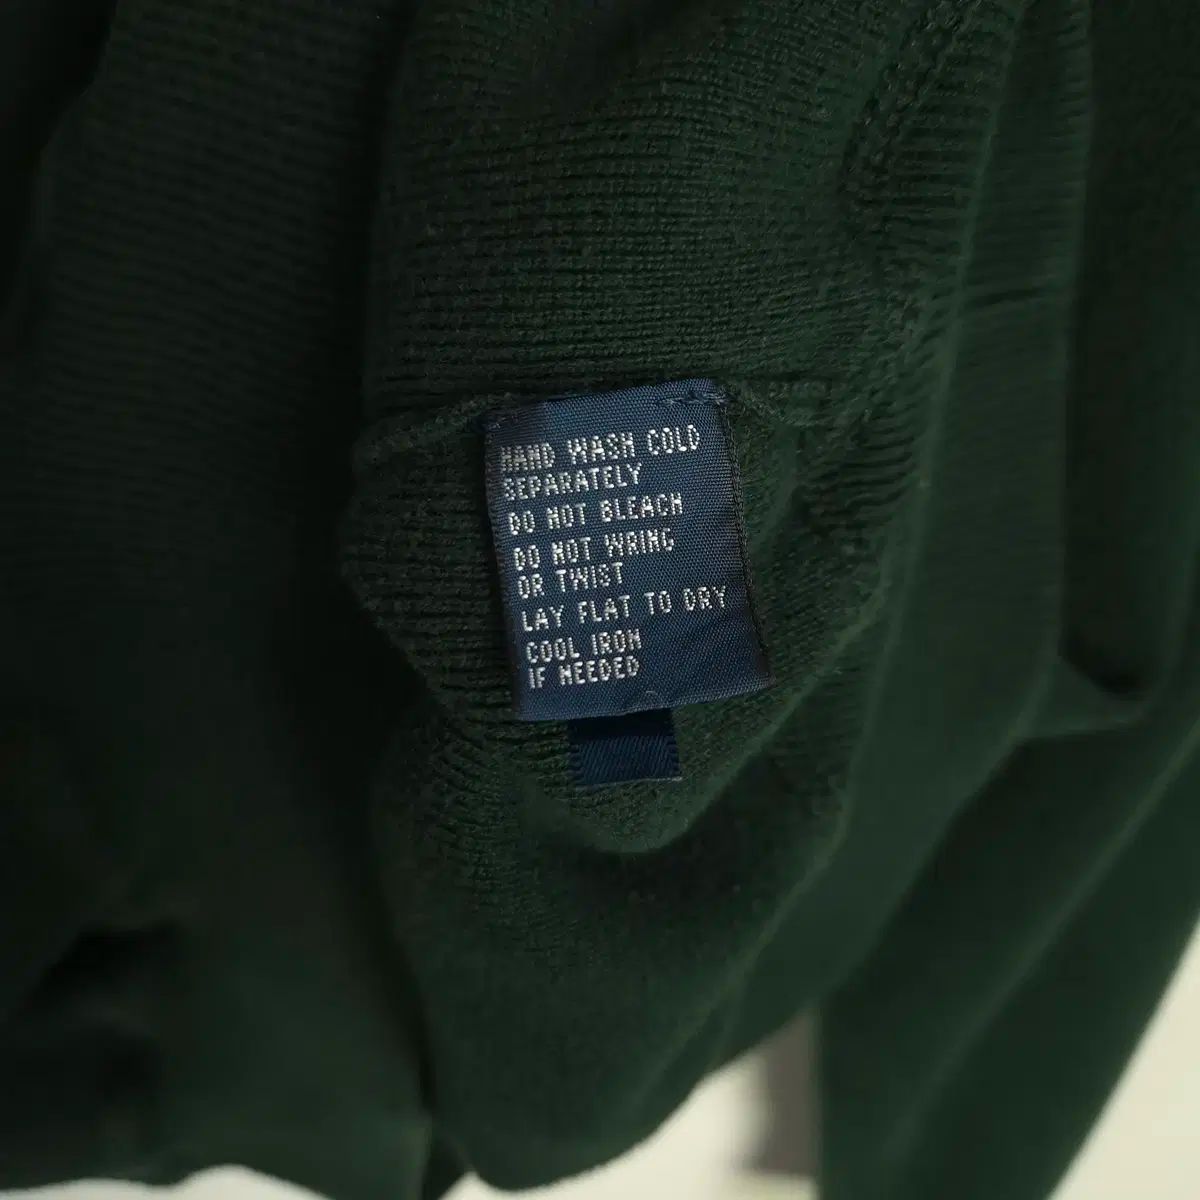 HAND WASH COLD
SEPARATELY
DO NOT BLEACH
DO NOT WRING
OR TWIST
LAY FLAT TO DRY
COOL IRON
IF NEEDED